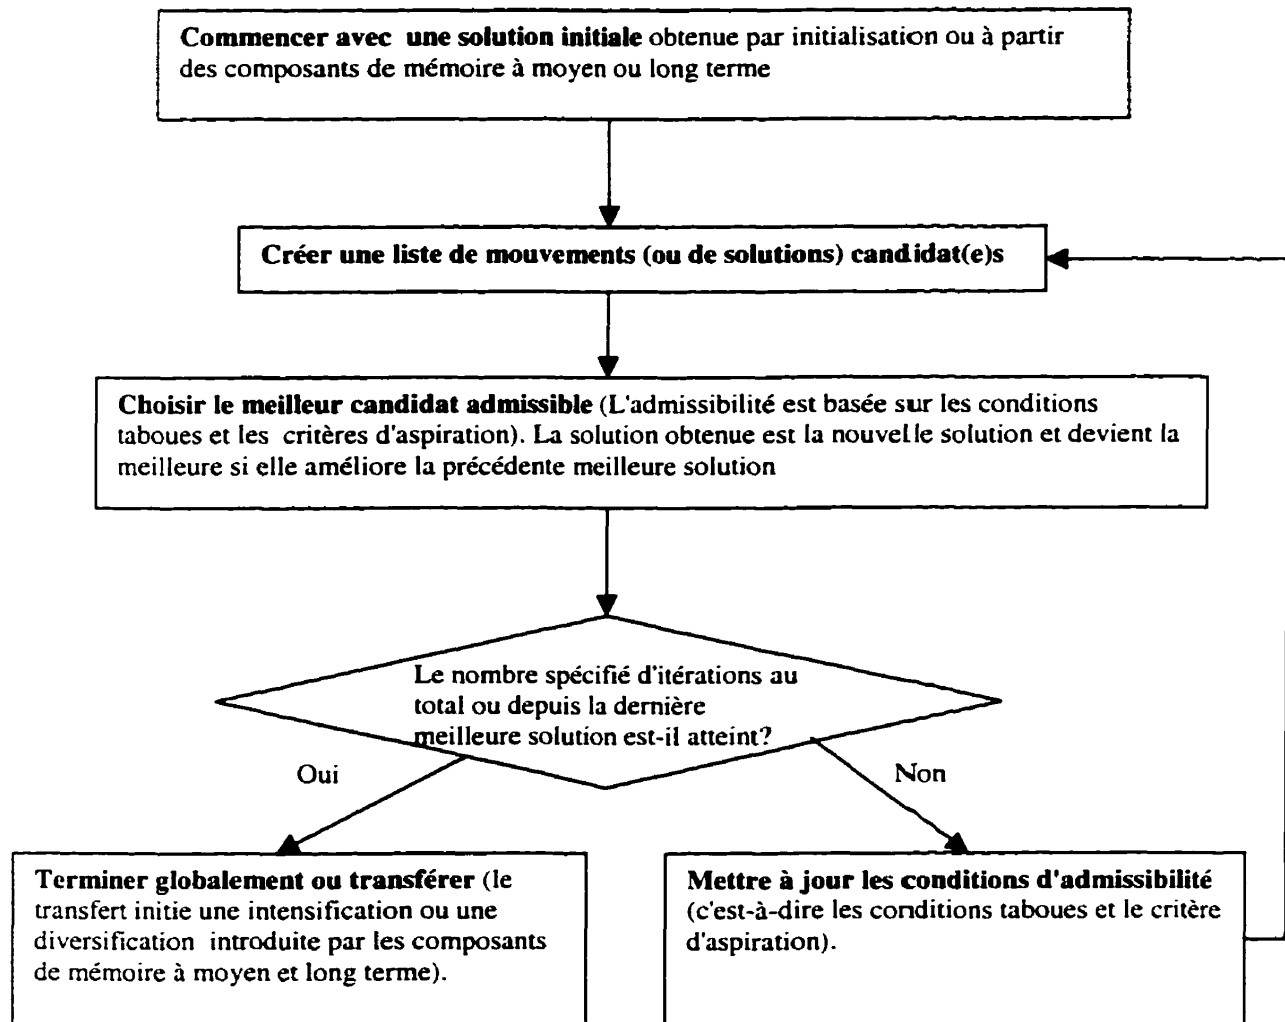 Commencer avec une solution initiale obtenue par initialisation ou à partir
des composants de mémoire à moyen ou long terme
Créer une liste de mouvements (ou de solutions) candidat(e)s
Choisir le meilleur candidat admissible (L'admissibilité est basée sur les conditions
taboues et les critères d'aspiration). La solution obtenue est la nouvelle solution et devient la
meilleure si elle améliore la précédente meilleure solution
Le nombre spécifié d'itérations au
total ou depuis la dernière
meilleure solution est-il atteint?
Oui
Non
Terminer globalement ou transférer (le
transfert initie une intensification ou une
diversification introduite par les composants
de mémoire à moyen et long terme).
Mettre à jour les conditions d'admissibilité
(c'est-à-dire les conditions taboues et le critère
d'aspiration).